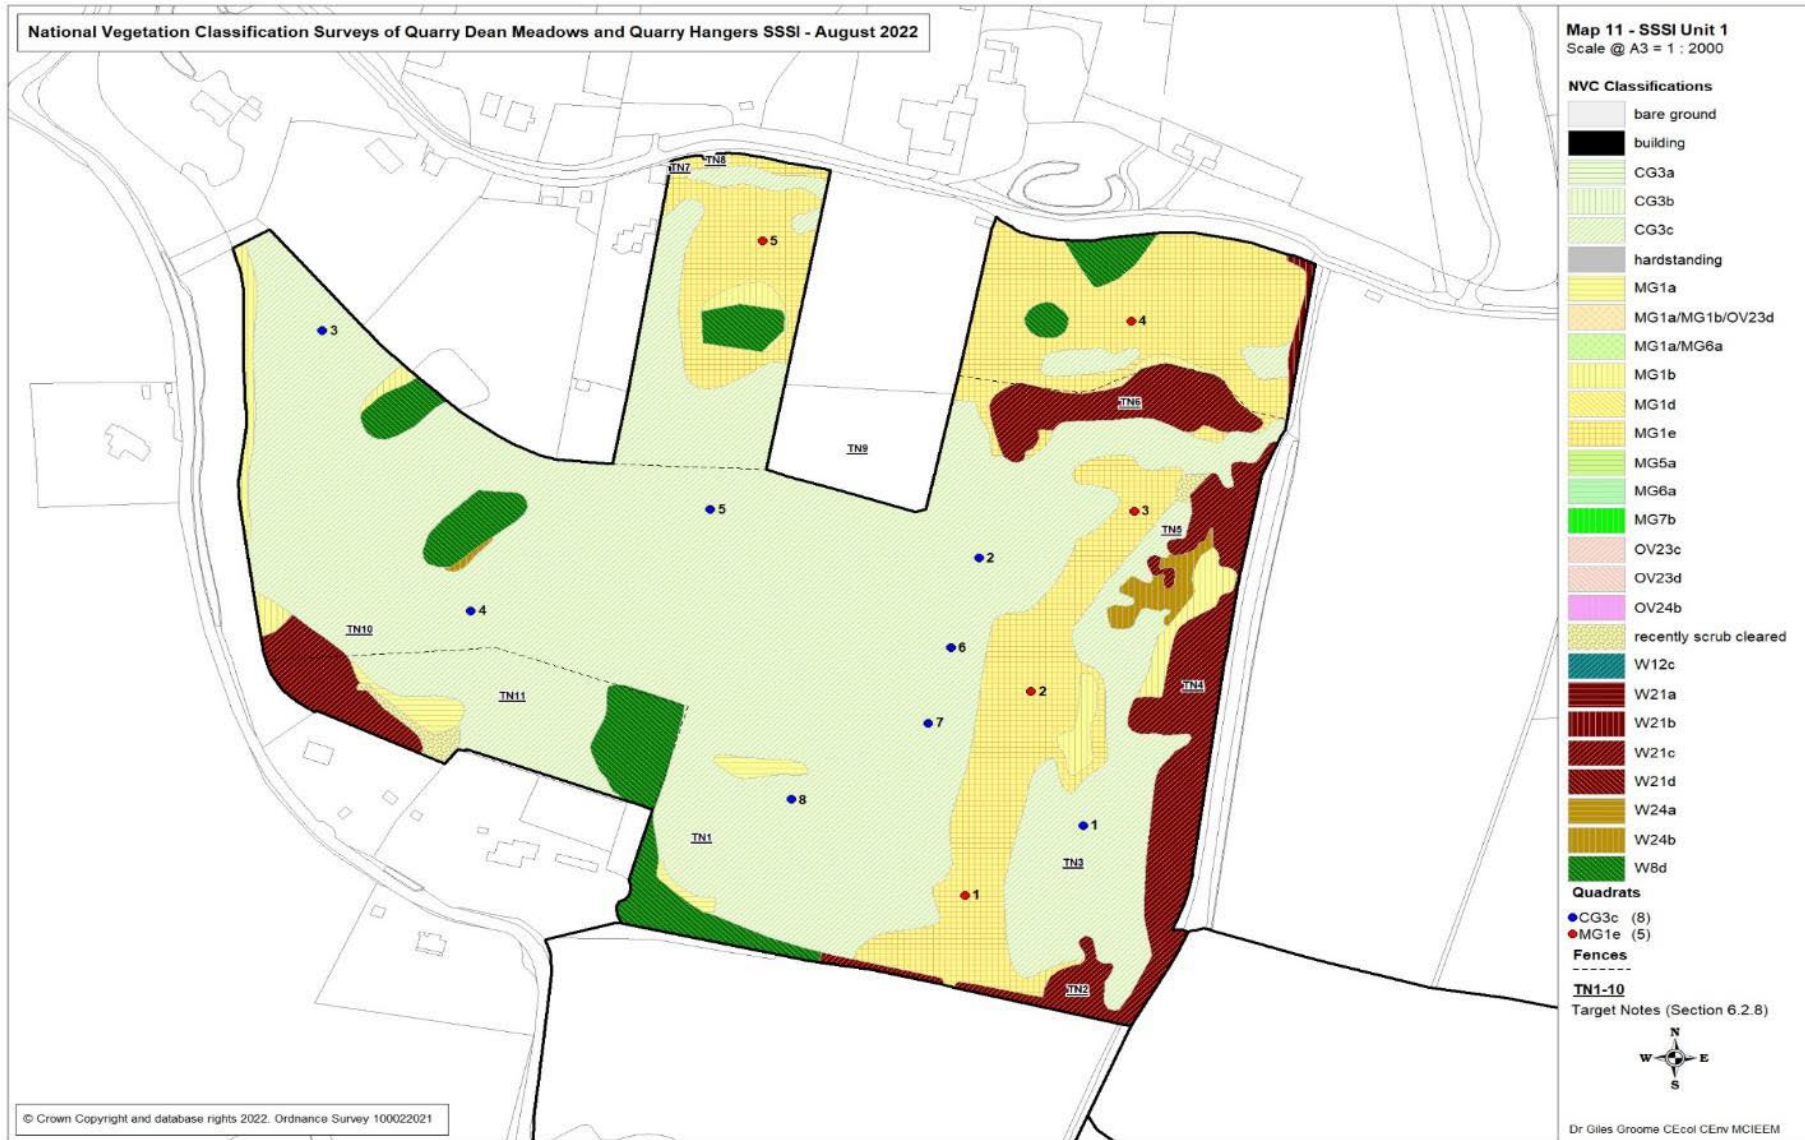 National Vegetation Classification Surveys of Quarry Dean Meadows and Quarry Hangers SSSI - August 2022
Map 11 - SSSI Unit 1
Scale @ A3 = 1 : 2000
NVC Classifications
bare ground
building
CG3a
CG3b
CG3c
hardstanding
MG1a
MG1a/MG1b/OV23d
MG1a/MG6a
MG1b
MG1d
MG1e
MG5a
MG6a
MG7b
OV23c
OV23d
OV24b
recently scrub cleared
W12c
W21a
W21b
W21c
W21d
W24a
W24b
W8d
Quadrats
CG3c (8)
MG1e (5)
Fences
TN1-10
Target Notes (Section 6.2.8)
N
W E
S
Dr Giles Groome CEcol CEnv MCIEEM
TN8
TN7
5
4
3
TN6
TN9
5
3
TN5
2
4
TN10
6
TN11
2
TN4
7
8
1
TN1
TN3
1
TN2
© Crown Copyright and database rights 2022. Ordnance Survey 100022021